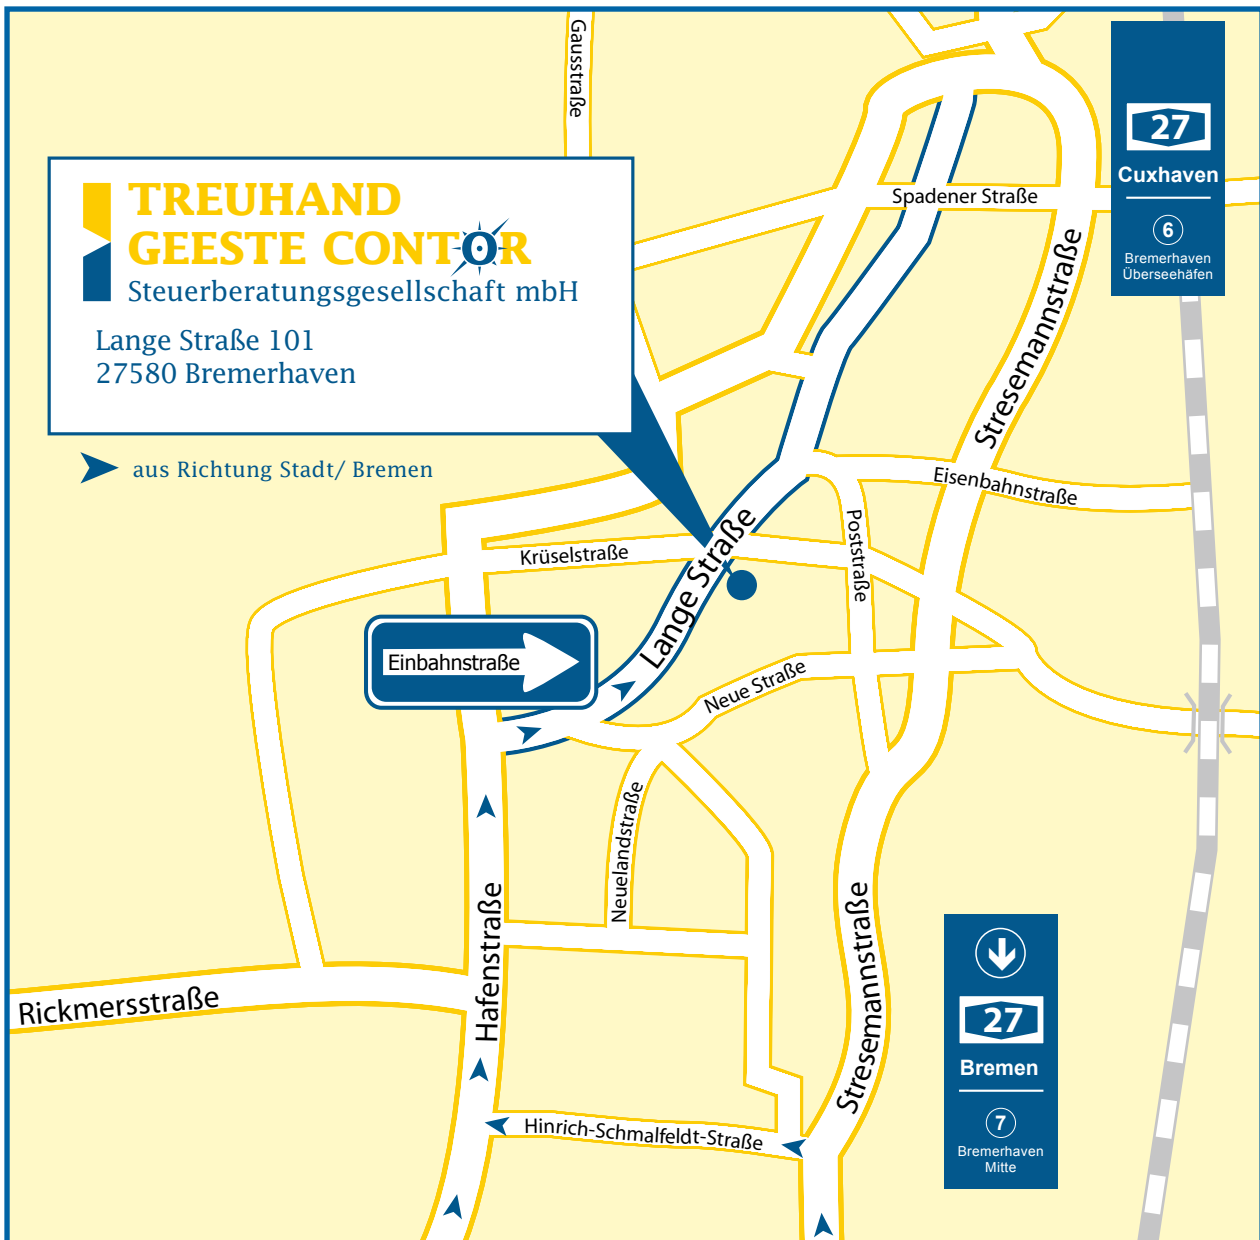 Gausstraße
27
Cuxhaven
6
Bremerhaven
Überseehäfen
TREUHAND
GEESTE CONTOR
Steuerberatungsgesellschaft mbH
Lange Straße 101
27580 Bremerhaven
aus Richtung Stadt/ Bremen
Spadener Straße
Stresemannstraße
Eisenbahnstraße
Poststraße
Krüselstraße
Lange Straße
Einbahnstraße
Neue Straße
Neuelandstraße
Hafenstraße
Rickmersstraße
Stresemannstraße
Hinrich-Schmalfeldt-Straße
27
Bremen
7
Bremerhaven
Mitte